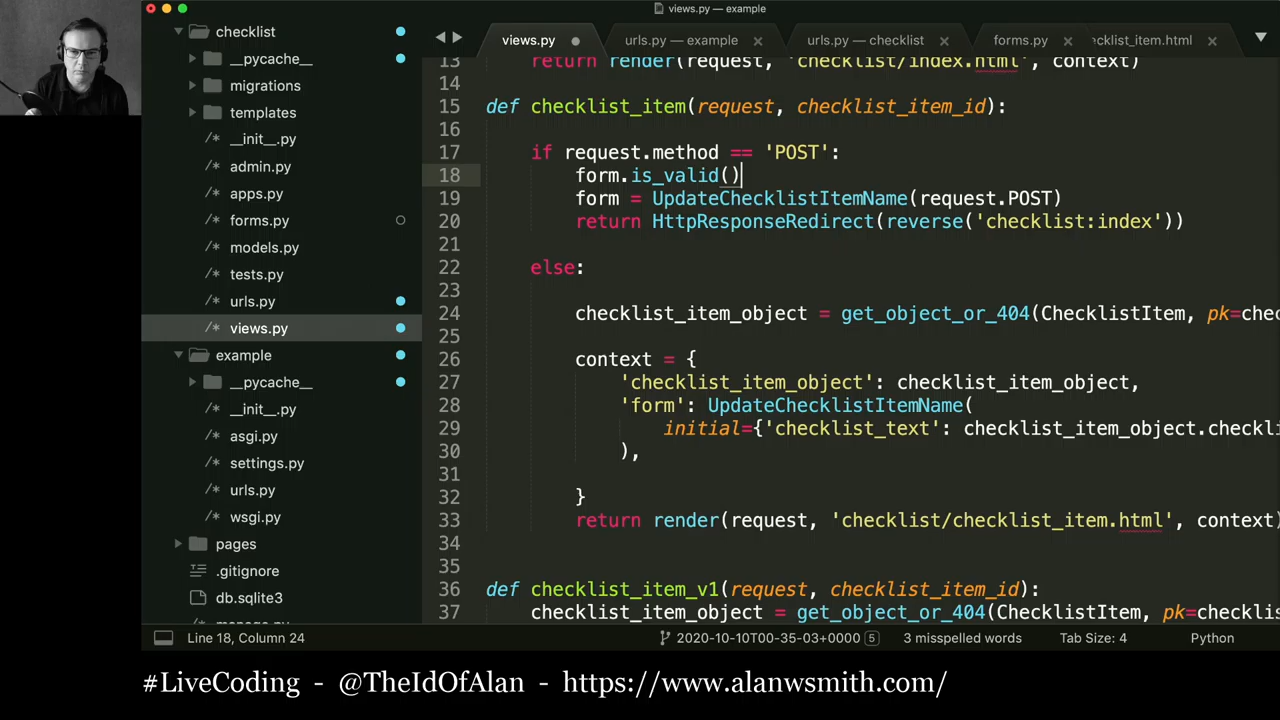 views.py — example
checklist
__pycache__
migrations
templates
__init__.py
admin.py
apps.py
forms.py
models.py
tests.py
urls.py
views.py
example
__pycache__
__init__.py
asgi.py
settings.py
urls.py
wsgi.py
pages
.gitignore
db.sqlite3
views.py
urls.py — example
urls.py — checklist
forms.py
cklist_item.html
13 return render(request, 'checklist/index.html', context)
14
15 def checklist_item(request, checklist_item_id):
16
17 if request.method == 'POST':
18 form.is_valid()
19 form = UpdateChecklistItemName(request.POST)
20 return HttpResponseRedirect(reverse('checklist:index'))
21
22 else:
23
24 checklist_item_object = get_object_or_404(ChecklistItem, pk=chec
25
26 context = {
27 'checklist_item_object': checklist_item_object,
28 'form': UpdateChecklistItemName(
29 initial={'checklist_text': checklist_item_object.checkl
30 ),
31
32 }
33 return render(request, 'checklist/checklist_item.html', context)
34
35
36 def checklist_item_v1(request, checklist_item_id):
37 checklist_item_object = get_object_or_404(ChecklistItem, pk=checklis
Line 18, Column 24
2020-10-10T00-35-03+0000 5
3 misspelled words
Tab Size: 4
Python
#LiveCoding - @TheIdOfAlan - https://www.alanwsmith.com/